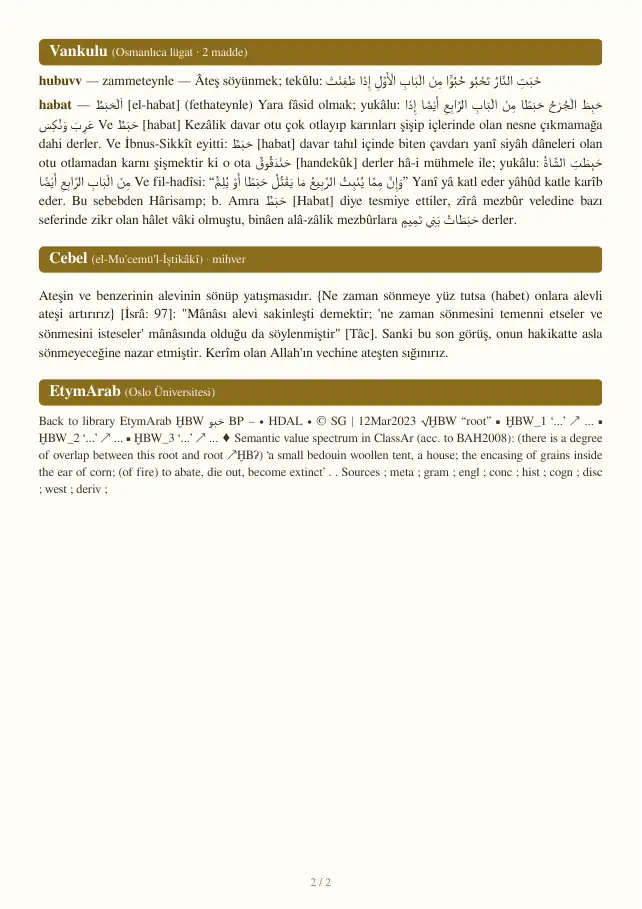 Vankulu (Osmanlıca lügat · 2 madde)
hubuvv — zammeteynle — Âteş söyünmek; tekûlu: خَبَتِ النَّارُ تَخْبُو خُبُوًّا مِنَ الْبَابِ الْأَوَّلِ إِذَا طَفِئَتْ
habat — اَلْحَبَطُ [el-habat] (fethateynle) Yara fâsid olmak; yukâlu: حَبِطَ الْجُرْحُ حَبَطًا مِنَ الْبَابِ الرَّابِعِ أَيْضًا إِذَا
عَرِبَ وَنُكِسَ Ve حَبَطٌ [habat] Kezâlik davar otu çok otlayıp karınları şişip içlerinde olan nesne çıkmamağa
dahi derler. Ve İbnus-Sikkît eyitti: حَبَطٌ [habat] davar tahıl içinde biten çavdarı yanî siyâh dâneleri olan
otu otlamadan karnı şişmektir ki o ota حَنْدَقُوقٌ [handekûk] derler hâ-i mühmele ile; yukâlu: حَبِطَتِ الشَّاةُ
مِنَ الْبَابِ الرَّابِعِ أَيْضًا Ve fil-hadîsi: “وَإِنَّ مِمَّا يُنْبِتُ الرَّبِيعُ مَا يَقْتُلُ حَبَطًا أَوْ يُلِمُّ” Yanî yâ katl eder yâhûd katle karîb
eder. Bu sebebden Hârisamp; b. Amra حَبَطٌ [Habat] diye tesmiye ettiler, zîrâ mezbûr veledine bazı
seferinde zikr olan hâlet vâki olmuştu, binâen alâ-zâlik mezbûrlara حَبَطَاتُ بَنِي تَمِيمٍ derler.
Cebel (el-Mu'cemü'l-İştikâkî) · mihver
Ateşin ve benzerinin alevinin sönüp yatışmasıdır. {Ne zaman sönmeye yüz tutsa (habet) onlara alevli
ateşi artırırız} [İsrâ: 97]: "Mânâsı alevi sakinleşti demektir; 'ne zaman sönmesini temenni etseler ve
sönmesini isteseler' mânâsında olduğu da söylenmiştir" [Tâc]. Sanki bu son görüş, onun hakikatte asla
sönmeyeceğine nazar etmiştir. Kerîm olan Allah'ın vechine ateşten sığınırız.
EtymArab (Oslo Üniversitesi)
Back to library EtymArab ḪBW خبو BP – • HDAL • © SG | 12Mar2023 √ḪBW “root” ▪ ḪBW_1 ‘...’ ↗ ... ▪
ḪBW_2 ‘...’ ↗ ... ▪ ḪBW_3 ‘...’ ↗ ... ♦ Semantic value spectrum in ClassAr (acc. to BAH2008): (there is a degree
of overlap between this root and root ↗ḪBʔ) ‘a small bedouin woollen tent, a house; the encasing of grains inside
the ear of corn; (of fire) to abate, die out, become extinct’ . . Sources ; meta ; gram ; engl ; conc ; hist ; cogn ; disc
; west ; deriv ;
2 / 2